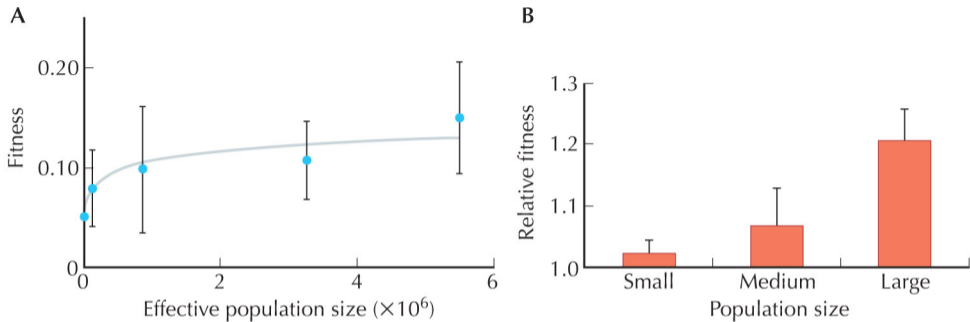 A
Fitness
0.20
0.10
0
0
2
4
6
Effective population size (×10⁶)
B
Relative fitness
1.3
1.2
1.1
1.0
Small
Medium
Large
Population size